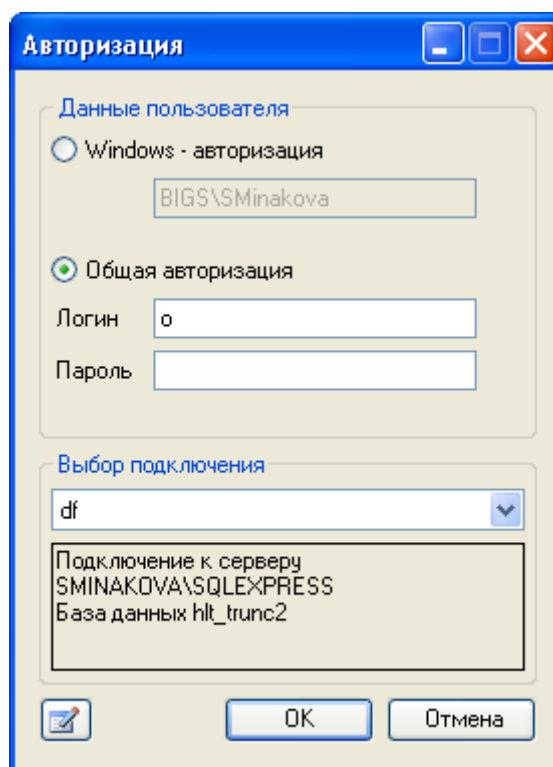 Авторизация
Данные пользователя
Windows - авторизация
BIGS\SMinakova
Общая авторизация
Логин o
Пароль
Выбор подключения
df
Подключение к серверу
SMINAKOVA\SQLEXPRESS
База данных hlt_trunc2
OK Отмена